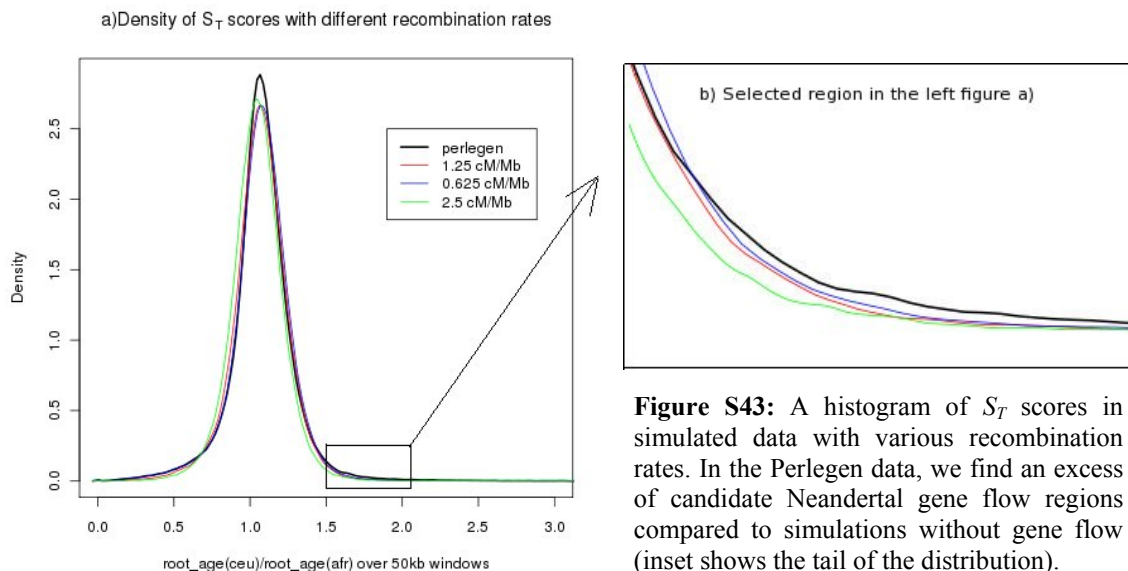 a)Density of S_T scores with different recombination rates
Density
0.0 0.5 1.0 1.5 2.0 2.5
perlegen
1.25 cM/Mb
0.625 cM/Mb
2.5 cM/Mb
0.0 0.5 1.0 1.5 2.0 2.5 3.0
root_age(ceu)/root_age(afr) over 50kb windows
b) Selected region in the left figure a)
Figure S43: A histogram of S_T scores in
simulated data with various recombination
rates. In the Perlegen data, we find an excess
of candidate Neandertal gene flow regions
compared to simulations without gene flow
(inset shows the tail of the distribution).